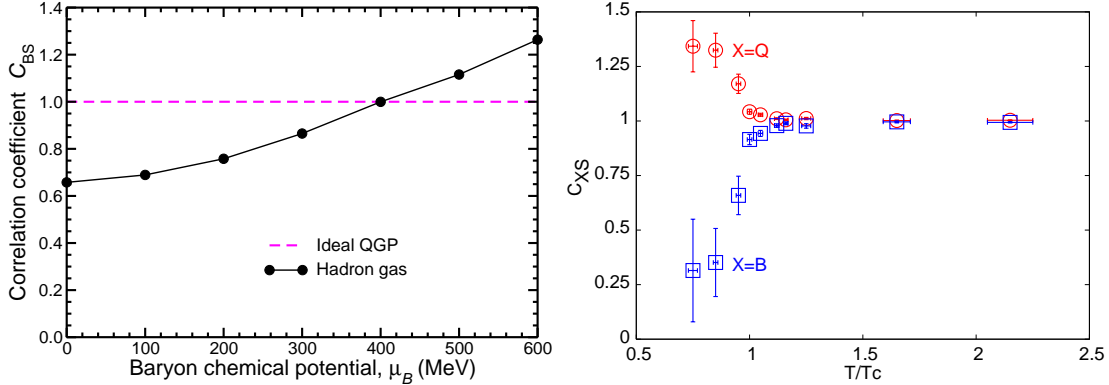 Correlation coefficient C_BS
1.4
1.2
1.0
0.8
0.6
0.4
0.2
0.0
Ideal QGP
Hadron gas
0 100 200 300 400 500 600
Baryon chemical potential, μ_B (MeV)
C_XS
1.5
1.25
1
0.75
0.5
0.25
0
X=Q
X=B
0.5 1 1.5 2 2.5
T/Tc